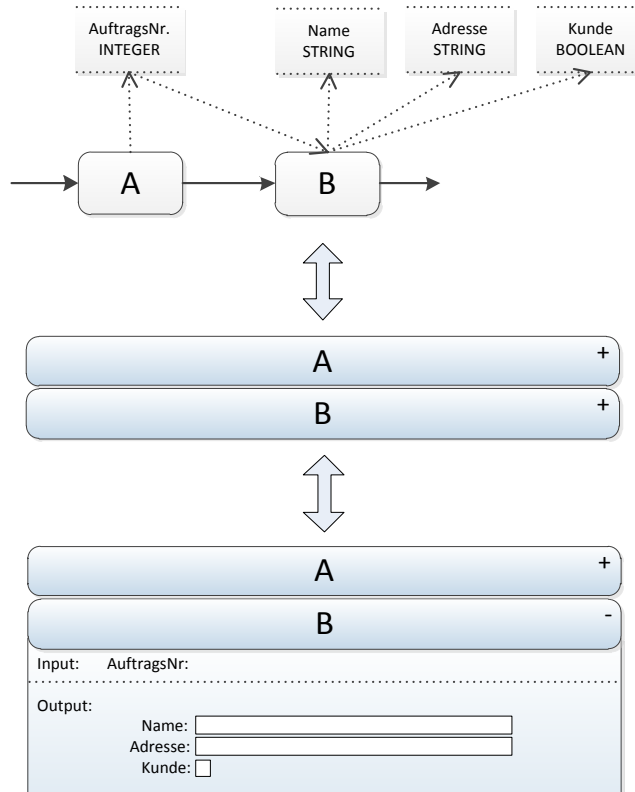 AuftragsNr.
INTEGER
Name
STRING
Adresse
STRING
Kunde
BOOLEAN
A
B
A +
B +
A +
B -
Input: AuftragsNr:
Output:
Name:
Adresse:
Kunde: